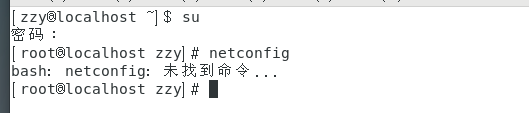 [zzy@localhost ~]$ su
密码：
[root@localhost zzy]# netconfig
bash: netconfig: 未找到命令...
[root@localhost zzy]#